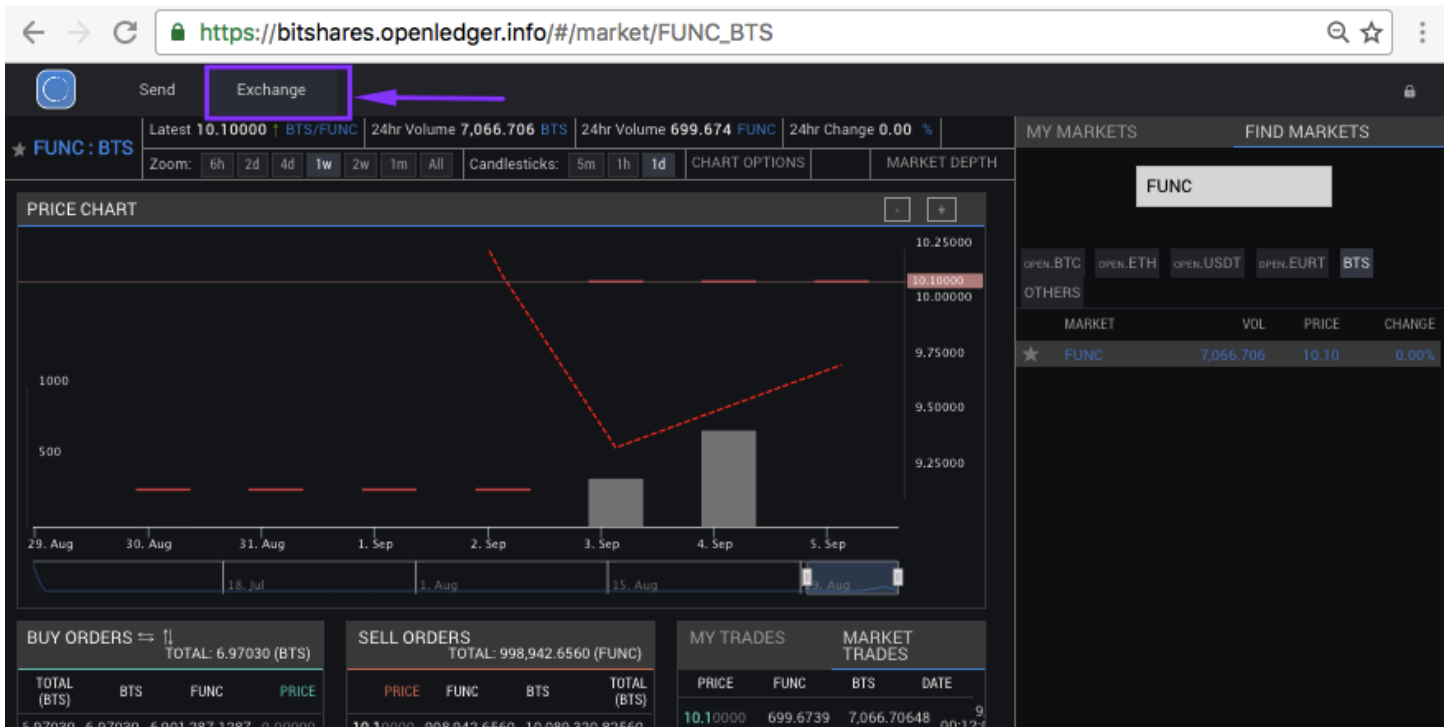 https://bitshares.openledger.info/#/market/FUNC_BTS
Send Exchange
FUNC : BTS
Latest 10.10000 ↑ BTS/FUNC 24hr Volume 7,066.706 BTS 24hr Volume 699.674 FUNC 24hr Change 0.00 %
Zoom: 6h 2d 4d 1w 2w 1m All Candlesticks: 5m 1h 1d CHART OPTIONS MARKET DEPTH
MY MARKETS FIND MARKETS
FUNC
OPEN.BTC OPEN.ETH OPEN.USDT OPEN.EURT BTS
OTHERS
MARKET VOL PRICE CHANGE
FUNC 7,066.706 10.10 0.00%
PRICE CHART - +
10.25000
10.10000
10.00000
9.75000
9.50000
9.25000
1000
500
29. Aug 30. Aug 31. Aug 1. Sep 2. Sep 3. Sep 4. Sep 5. Sep
18. Jul 1. Aug 15. Aug 9. Aug
BUY ORDERS ⇆ ⇅
TOTAL: 6.97030 (BTS)
TOTAL (BTS) BTS FUNC PRICE
SELL ORDERS
TOTAL: 998,942.6560 (FUNC)
PRICE FUNC BTS TOTAL (BTS)
MY TRADES MARKET TRADES
PRICE FUNC BTS DATE
10.10000 699.6739 7,066.70648